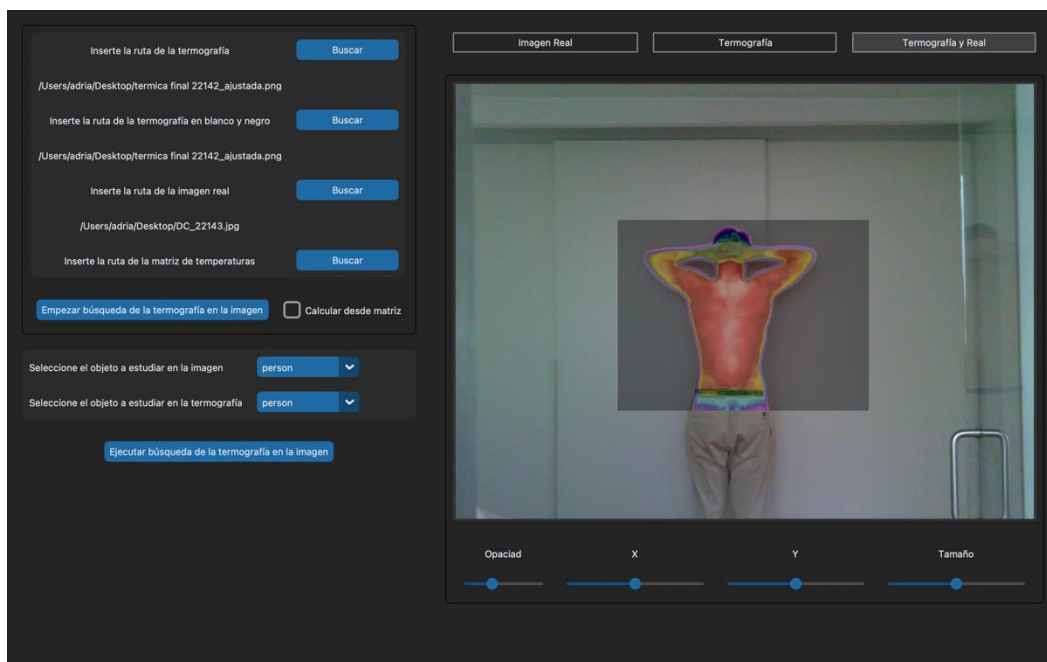 Inserte la ruta de la termografía Buscar
/Users/adria/Desktop/termica final 22142_ajustada.png
Inserte la ruta de la termografía en blanco y negro Buscar
/Users/adria/Desktop/termica final 22142_ajustada.png
Inserte la ruta de la imagen real Buscar
/Users/adria/Desktop/DC_22143.jpg
Inserte la ruta de la matriz de temperaturas Buscar
Empezar búsqueda de la termografía en la imagen Calcular desde matriz
Seleccione el objeto a estudiar en la imagen person
Seleccione el objeto a estudiar en la termografía person
Ejecutar búsqueda de la termografía en la imagen
Imagen Real Termografía Termografía y Real
Opaciad X Y Tamaño